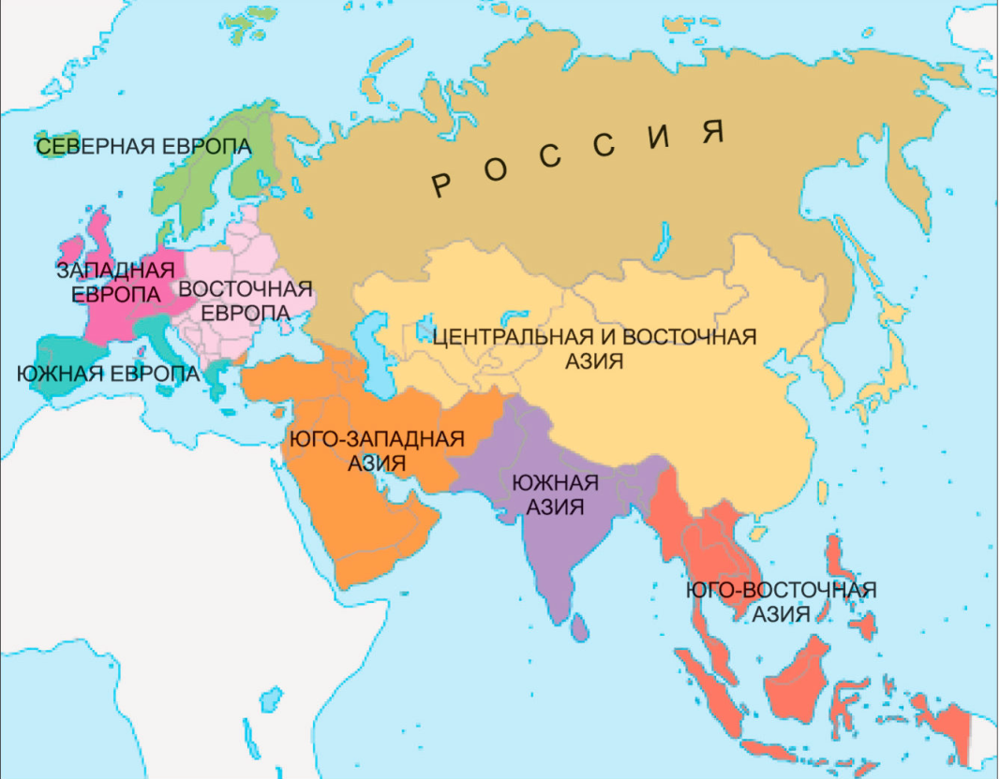 РОССИЯ
СЕВЕРНАЯ ЕВРОПА
ЗАПАДНАЯ
ЕВРОПА
ВОСТОЧНАЯ
ЕВРОПА
ЮЖНАЯ ЕВРОПА
ЦЕНТРАЛЬНАЯ И ВОСТОЧНАЯ
АЗИЯ
ЮГО-ЗАПАДНАЯ
АЗИЯ
ЮЖНАЯ
АЗИЯ
ЮГО-ВОСТОЧНАЯ
АЗИЯ